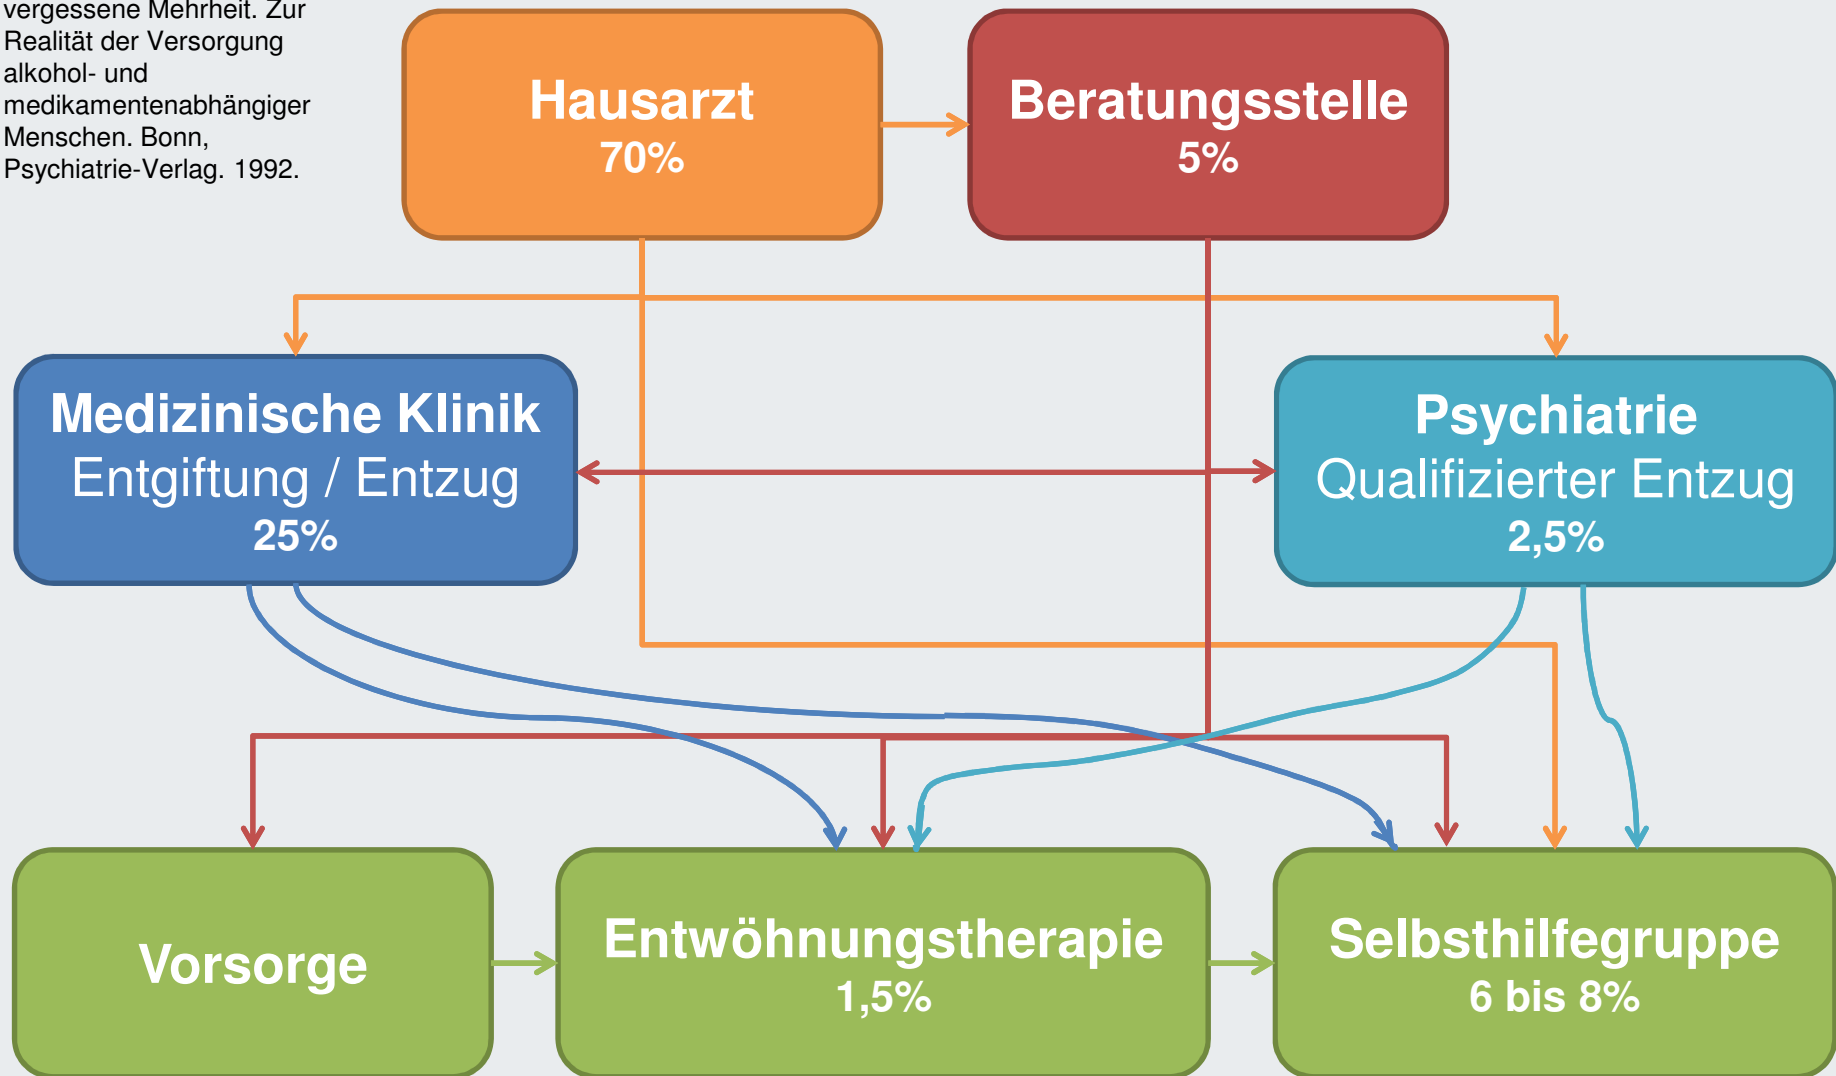 vergessene Mehrheit. Zur
Realität der Versorgung
alkohol- und
medikamentenabhängiger
Menschen. Bonn,
Psychiatrie-Verlag. 1992.
Hausarzt
70%
Beratungsstelle
5%
Medizinische Klinik
Entgiftung / Entzug
25%
Psychiatrie
Qualifizierter Entzug
2,5%
Vorsorge
Entwöhnungstherapie
1,5%
Selbsthilfegruppe
6 bis 8%